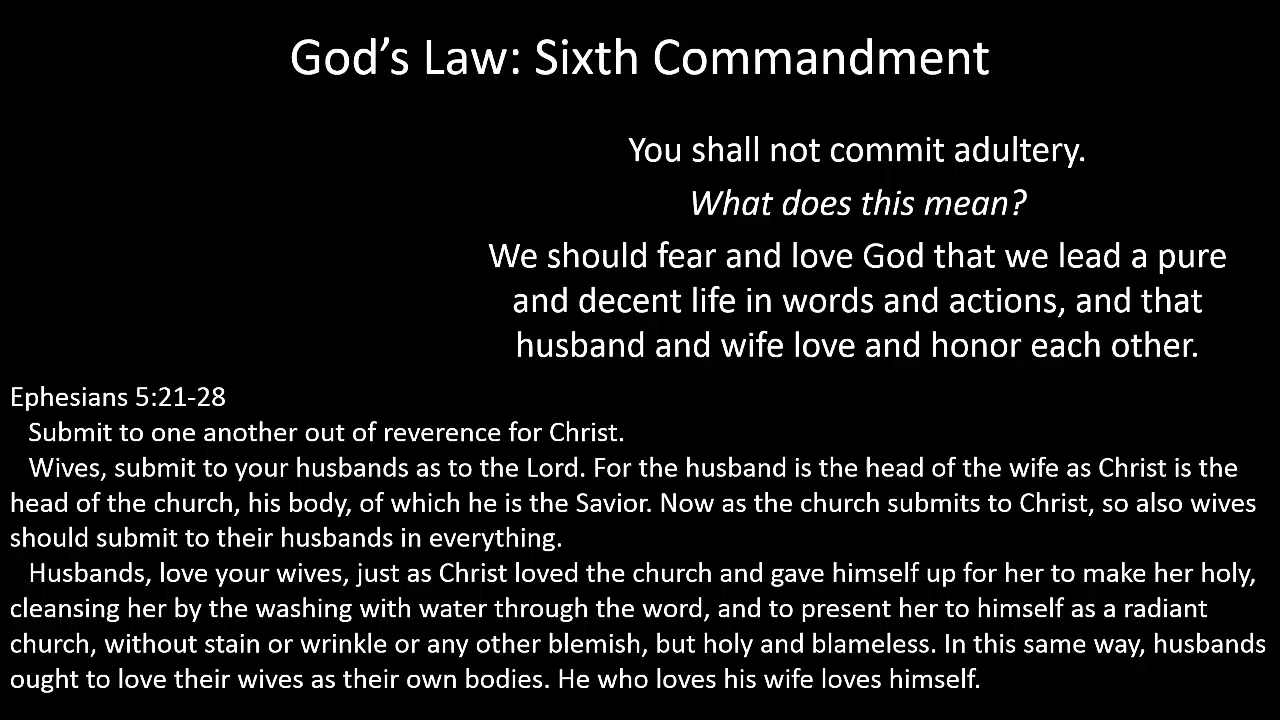 God’s Law: Sixth Commandment
You shall not commit adultery.
What does this mean?
We should fear and love God that we lead a pure
and decent life in words and actions, and that
husband and wife love and honor each other.
Ephesians 5:21-28
Submit to one another out of reverence for Christ.
Wives, submit to your husbands as to the Lord. For the husband is the head of the wife as Christ is the
head of the church, his body, of which he is the Savior. Now as the church submits to Christ, so also wives
should submit to their husbands in everything.
Husbands, love your wives, just as Christ loved the church and gave himself up for her to make her holy,
cleansing her by the washing with water through the word, and to present her to himself as a radiant
church, without stain or wrinkle or any other blemish, but holy and blameless. In this same way, husbands
ought to love their wives as their own bodies. He who loves his wife loves himself.